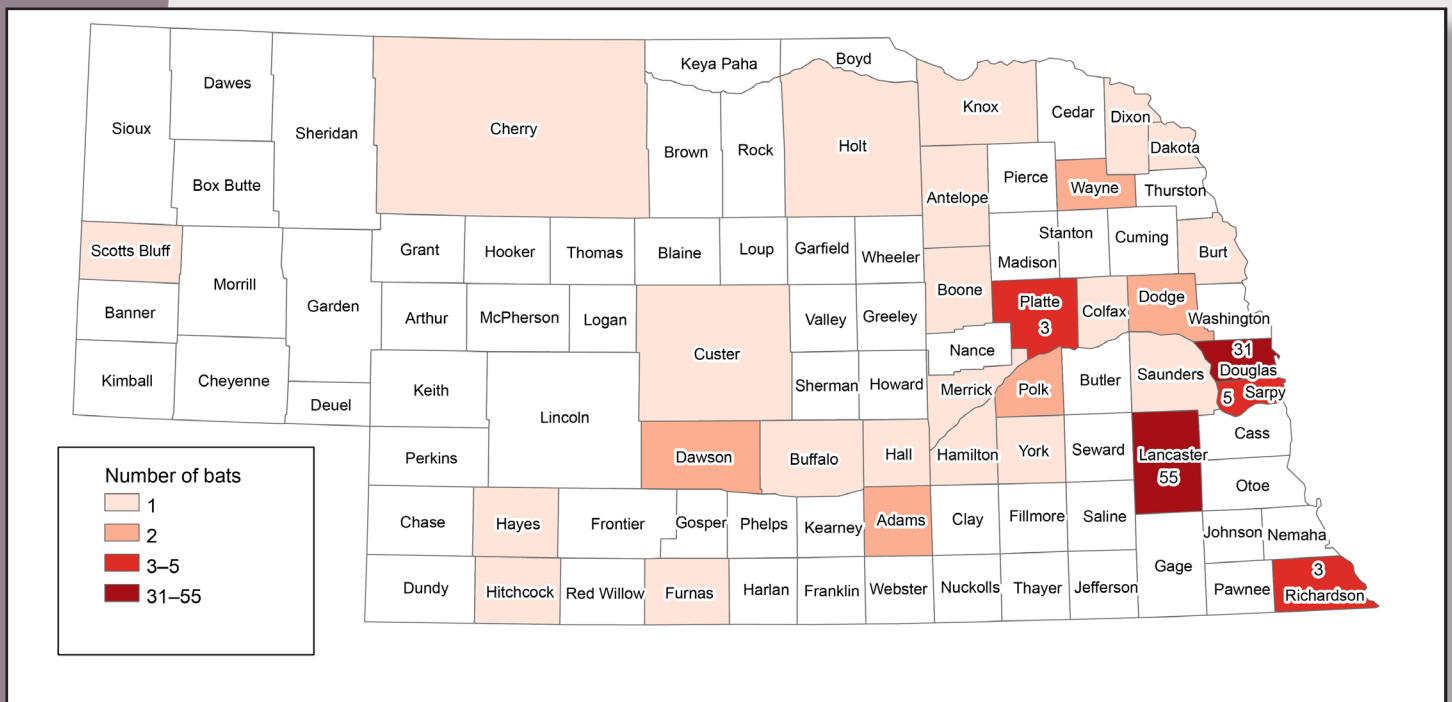 Keya Paha
Boyd
Dawes
Knox
Cedar
Dixon
Sioux
Sheridan
Cherry
Brown
Rock
Holt
Dakota
Box Butte
Antelope
Pierce
Wayne
Thurston
Scotts Bluff
Grant
Hooker
Thomas
Blaine
Loup
Garfield
Wheeler
Stanton
Cuming
Burt
Madison
Morrill
Garden
Boone
Platte
3
Colfax
Dodge
Washington
Banner
Arthur
McPherson
Logan
Custer
Valley
Greeley
Nance
31
Douglas
Kimball
Cheyenne
Deuel
Keith
Lincoln
Sherman
Howard
Merrick
Polk
Butler
Saunders
5
Sarpy
Perkins
Dawson
Buffalo
Hall
Hamilton
York
Seward
Lancaster
55
Cass
Otoe
Number of bats
1
2
3–5
31–55
Chase
Hayes
Frontier
Gosper
Phelps
Kearney
Adams
Clay
Fillmore
Saline
Johnson
Nemaha
Dundy
Hitchcock
Red Willow
Furnas
Harlan
Franklin
Webster
Nuckolls
Thayer
Jefferson
Gage
Pawnee
3
Richardson